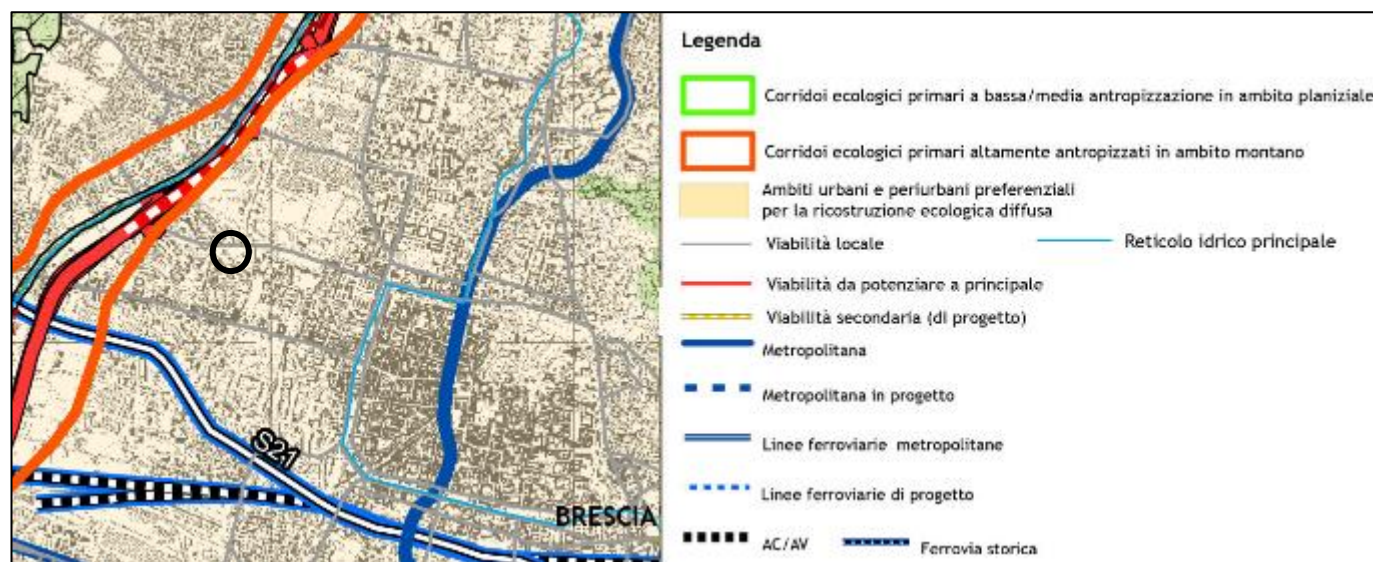 S21
BRESCIA
Legenda
Corridoi ecologici primari a bassa/media antropizzazione in ambito planiziale
Corridoi ecologici primari altamente antropizzati in ambito montano
Ambiti urbani e periurbani preferenziali
per la ricostruzione ecologica diffusa
Viabilità locale
Reticolo idrico principale
Viabilità da potenziare a principale
Viabilità secondaria (di progetto)
Metropolitana
Metropolitana in progetto
Linee ferroviarie metropolitane
Linee ferroviarie di progetto
AC/AV
Ferrovia storica